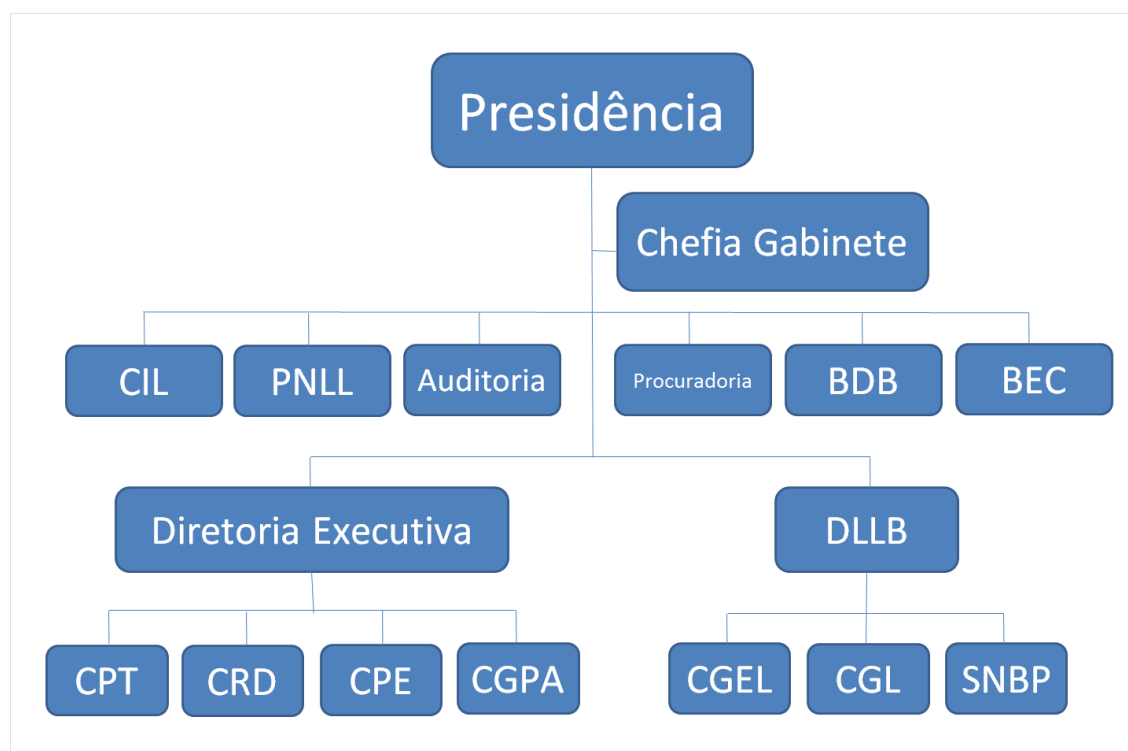 Presidência
Chefia Gabinete
CIL
PNLL
Auditoria
Procuradoria
BDB
BEC
Diretoria Executiva
DLLB
CPT
CRD
CPE
CGPA
CGEL
CGL
SNBP